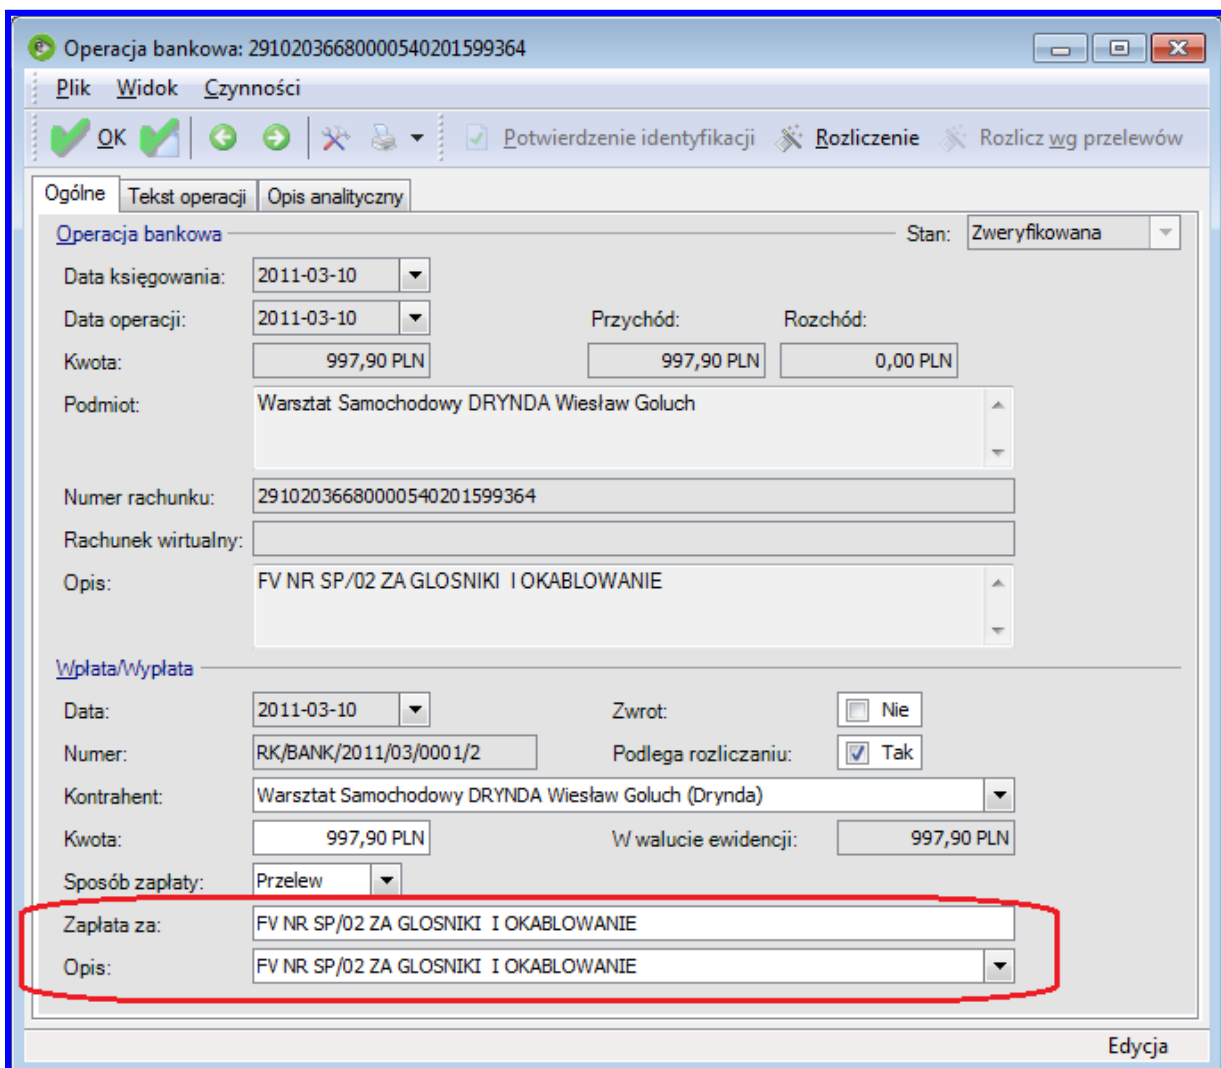 Operacja bankowa: 29102036680000540201599364
Plik Widok Czynności
OK Potwierdzenie identyfikacji Rozliczenie Rozlicz wg przelewów
Ogólne Tekst operacji Opis analityczny
Operacja bankowa Stan: Zweryfikowana
Data księgowania: 2011-03-10
Data operacji: 2011-03-10 Przychód: Rozchód:
Kwota: 997,90 PLN 997,90 PLN 0,00 PLN
Podmiot: Warsztat Samochodowy DRYNDA Wiesław Goluch
Numer rachunku: 29102036680000540201599364
Rachunek wirtualny:
Opis: FV NR SP/02 ZA GLOSNIKI I OKABLOWANIE
Wpłata/Wypłata
Data: 2011-03-10 Zwrot: Nie
Numer: RK/BANK/2011/03/0001/2 Podlega rozliczaniu: Tak
Kontrahent: Warsztat Samochodowy DRYNDA Wiesław Goluch (Drynda)
Kwota: 997,90 PLN W walucie ewidencji: 997,90 PLN
Sposób zapłaty: Przelew
Zapłata za: FV NR SP/02 ZA GLOSNIKI I OKABLOWANIE
Opis: FV NR SP/02 ZA GLOSNIKI I OKABLOWANIE
Edycja